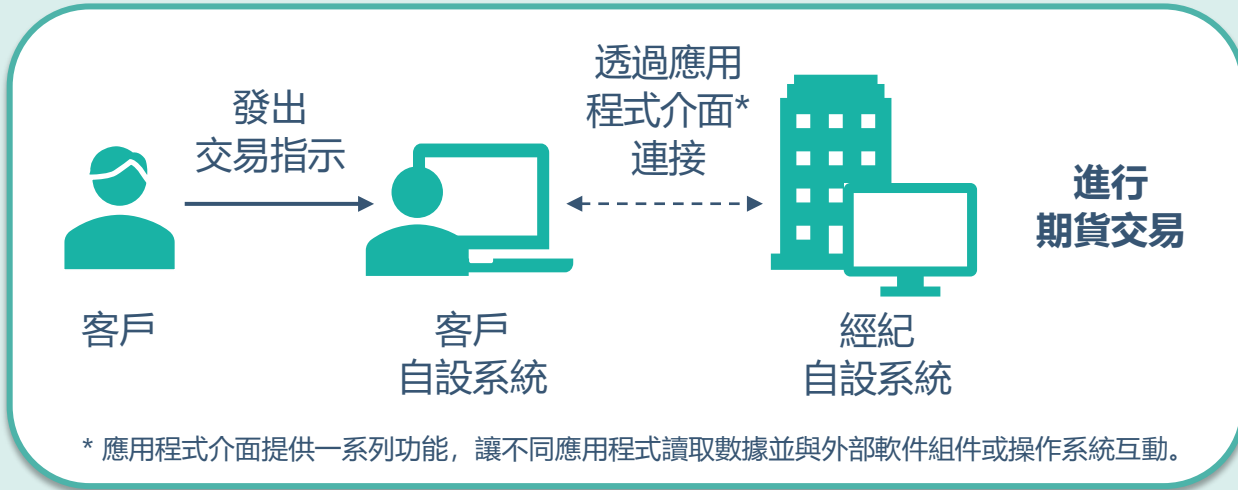 發出
交易指示
透過應用
程式介面*
連接
進行
期貨交易
客戶
客戶
自設系統
經紀
自設系統
* 應用程式介面提供一系列功能，讓不同應用程式讀取數據並與外部軟件組件或操作系統互動。